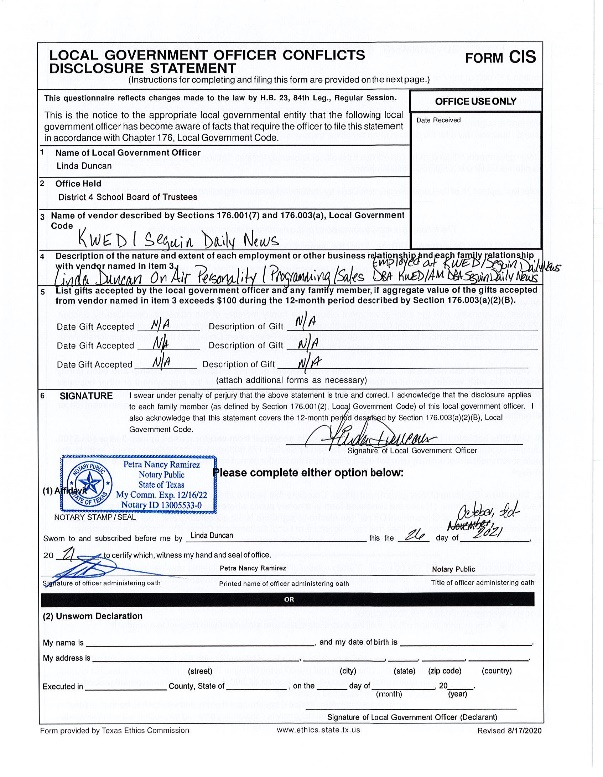 LOCAL GOVERNMENT OFFICER CONFLICTS
DISCLOSURE STATEMENT
FORM CIS
(Instructions for completing and filing this form are provided on the next page.)
This questionnaire reflects changes made to the law by H.B. 23, 84th Leg., Regular Session.
OFFICE USE ONLY
This is the notice to the appropriate local governmental entity that the following local
government officer has become aware of facts that require the officer to file this statement
in accordance with Chapter 176, Local Government Code.
Date Received
1 Name of Local Government Officer
Linda Duncan
2 Office Held
District 4 School Board of Trustees
3 Name of vendor described by Sections 176.001(7) and 176.003(a), Local Government
Code
KWED / Seguin Daily News
4 Description of the nature and extent of each employment or other business relationship and each family relationship
with vendor named in item 3.
Employed at KWED/Seguin Daily News
Linda Duncan On Air Personality / Programming/Sales DBA KWED/AM DBA Seguin Daily News
5 List gifts accepted by the local government officer and any family member, if aggregate value of the gifts accepted
from vendor named in item 3 exceeds $100 during the 12-month period described by Section 176.003(a)(2)(B).
Date Gift Accepted N/A Description of Gift N/A
Date Gift Accepted N/A Description of Gift N/A
Date Gift Accepted N/A Description of Gift N/A
(attach additional forms as necessary)
6 SIGNATURE I swear under penalty of perjury that the above statement is true and correct. I acknowledge that the disclosure applies
to each family member (as defined by Section 176.001(2), Local Government Code) of this local government officer. I
also acknowledge that this statement covers the 12-month period described by Section 176.003(a)(2)(B), Local
Government Code.
Linda Duncan
Signature of Local Government Officer
Please complete either option below:
NOTARY PUBLIC
STATE OF TEXAS
Petra Nancy Ramirez
Notary Public
State of Texas
My Comm. Exp. 12/16/22
Notary ID 13005533-0
(1) Affidavit
NOTARY STAMP / SEAL
October,
November
2021
Sworn to and subscribed before me by Linda Duncan this the 26 day of
20 21, to certify which, witness my hand and seal of office.
Petra Nancy Ramirez Notary Public
Signature of officer administering oath Printed name of officer administering oath Title of officer administering oath
OR
(2) Unsworn Declaration
My name is , and my date of birth is .
My address is , , , , .
(street) (city) (state) (zip code) (country)
Executed in County, State of , on the day of , 20 .
(month) (year)
Signature of Local Government Officer (Declarant)
Form provided by Texas Ethics Commission www.ethics.state.tx.us Revised 8/17/2020